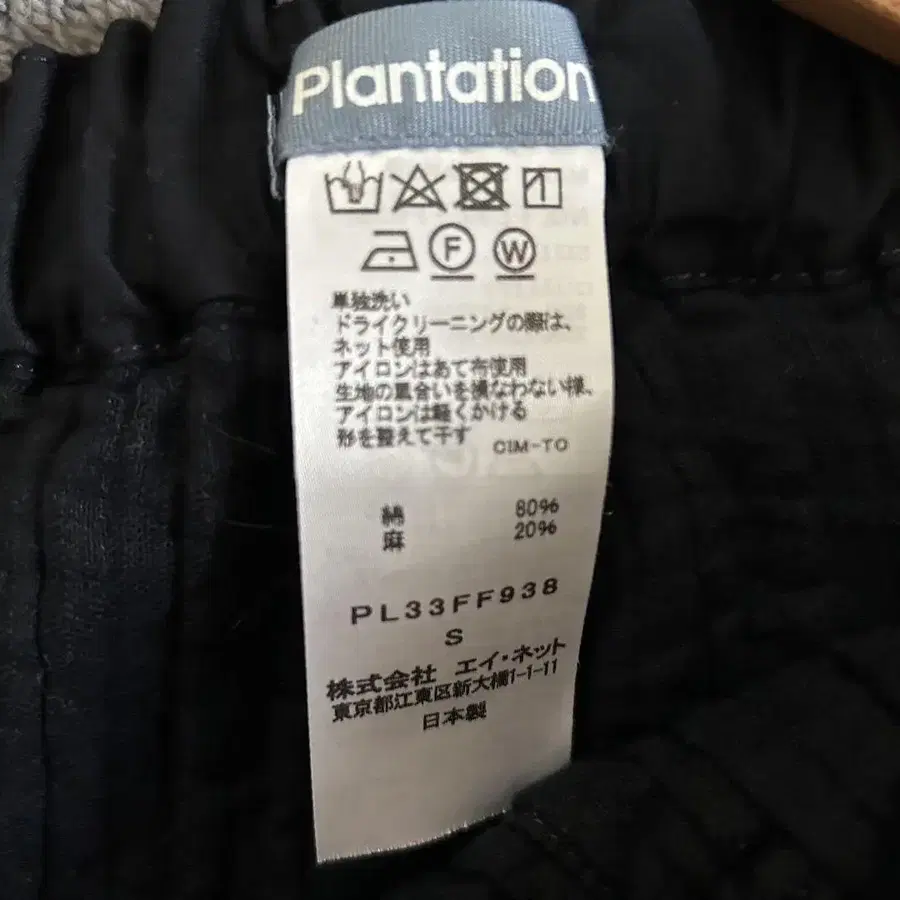 Plantation
F W
単独洗い
ドライクリーニングの際は、
ネット使用
アイロンはあて布使用
生地の風合いを損なわない様、
アイロンは軽くかける
形を整えて干す CIM-TO
綿 80%
麻 20%
PL33FF938
S
株式会社 エイ・ネット
東京都江東区新大橋1-1-11
日本製